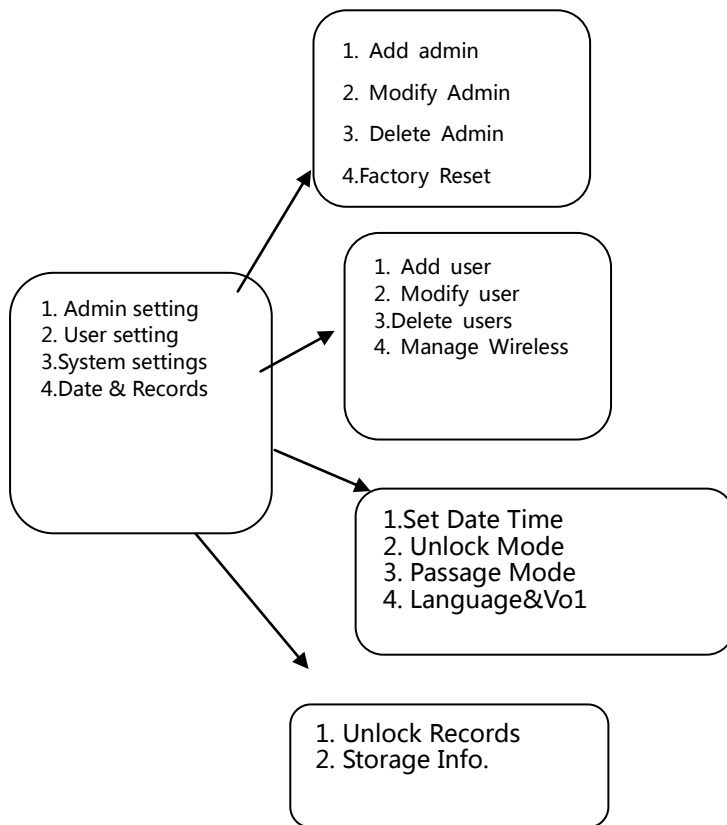 1. Add admin
2. Modify Admin
3. Delete Admin
4.Factory Reset
1. Add user
2. Modify user
3.Delete users
4. Manage Wireless
1. Admin setting
2. User setting
3.System settings
4.Date & Records
1.Set Date Time
2. Unlock Mode
3. Passage Mode
4. Language&Vo1
1. Unlock Records
2. Storage Info.